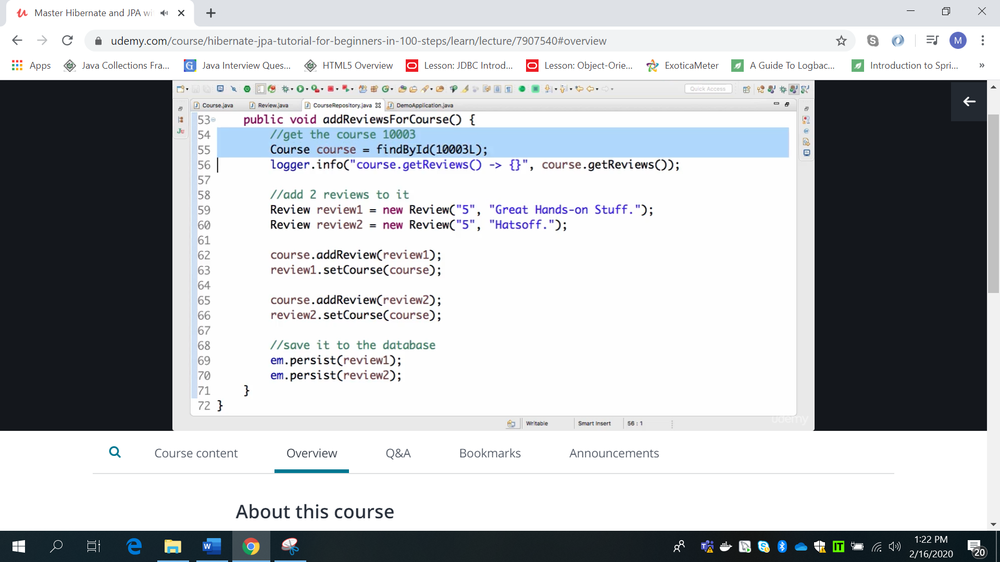 Master Hibernate and JPA wi
udemy.com/course/hibernate-jpa-tutorial-for-beginners-in-100-steps/learn/lecture/7907540#overview
M
Apps
Java Collections Fra...
Java Interview Ques...
HTML5 Overview
Lesson: JDBC Introd...
Lesson: Object-Orie...
ExoticaMeter
A Guide To Logbac...
Introduction to Spri...
»
Quick Access
Course.java
Review.java
CourseRepository.java
DemoApplication.java
53 public void addReviewsForCourse() {
54 //get the course 10003
55 Course course = findById(10003L);
56 logger.info("course.getReviews() -> {}", course.getReviews());
57
58 //add 2 reviews to it
59 Review review1 = new Review("5", "Great Hands-on Stuff.");
60 Review review2 = new Review("5", "Hatsoff.");
61
62 course.addReview(review1);
63 review1.setCourse(course);
64
65 course.addReview(review2);
66 review2.setCourse(course);
67
68 //save it to the database
69 em.persist(review1);
70 em.persist(review2);
71 }
72 }
udemy
Writable
Smart Insert
56 : 1
Course content
Overview
Q&A
Bookmarks
Announcements
About this course
1:22 PM
2/16/2020
20